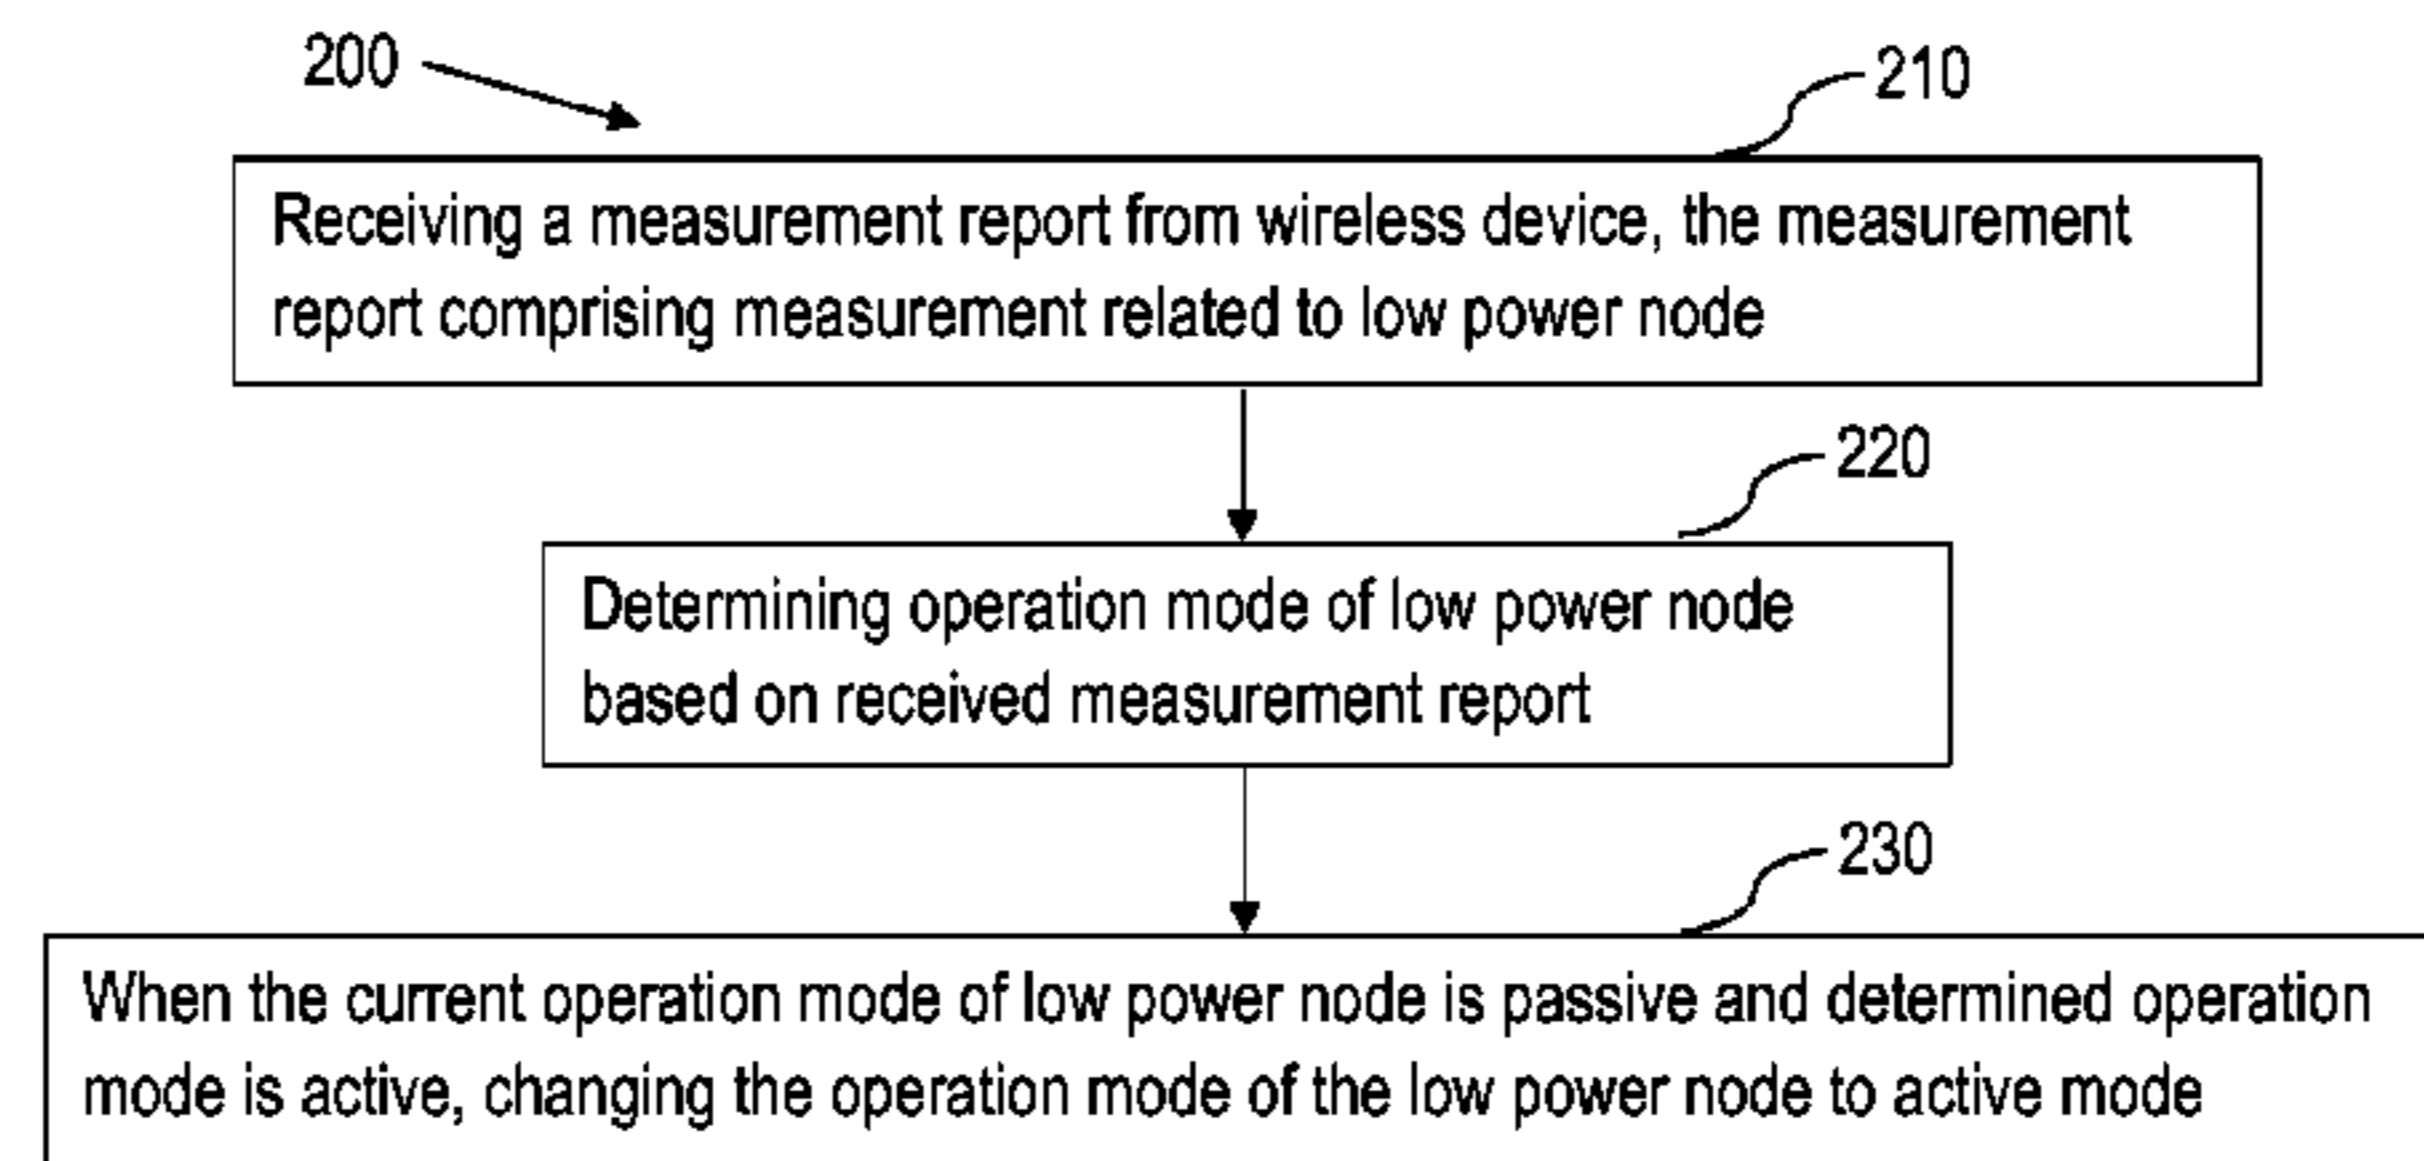 200
210
Receiving a measurement report from wireless device, the measurement
report comprising measurement related to low power node
220
Determining operation mode of low power node
based on received measurement report
230
When the current operation mode of low power node is passive and determined operation
mode is active, changing the operation mode of the low power node to active mode